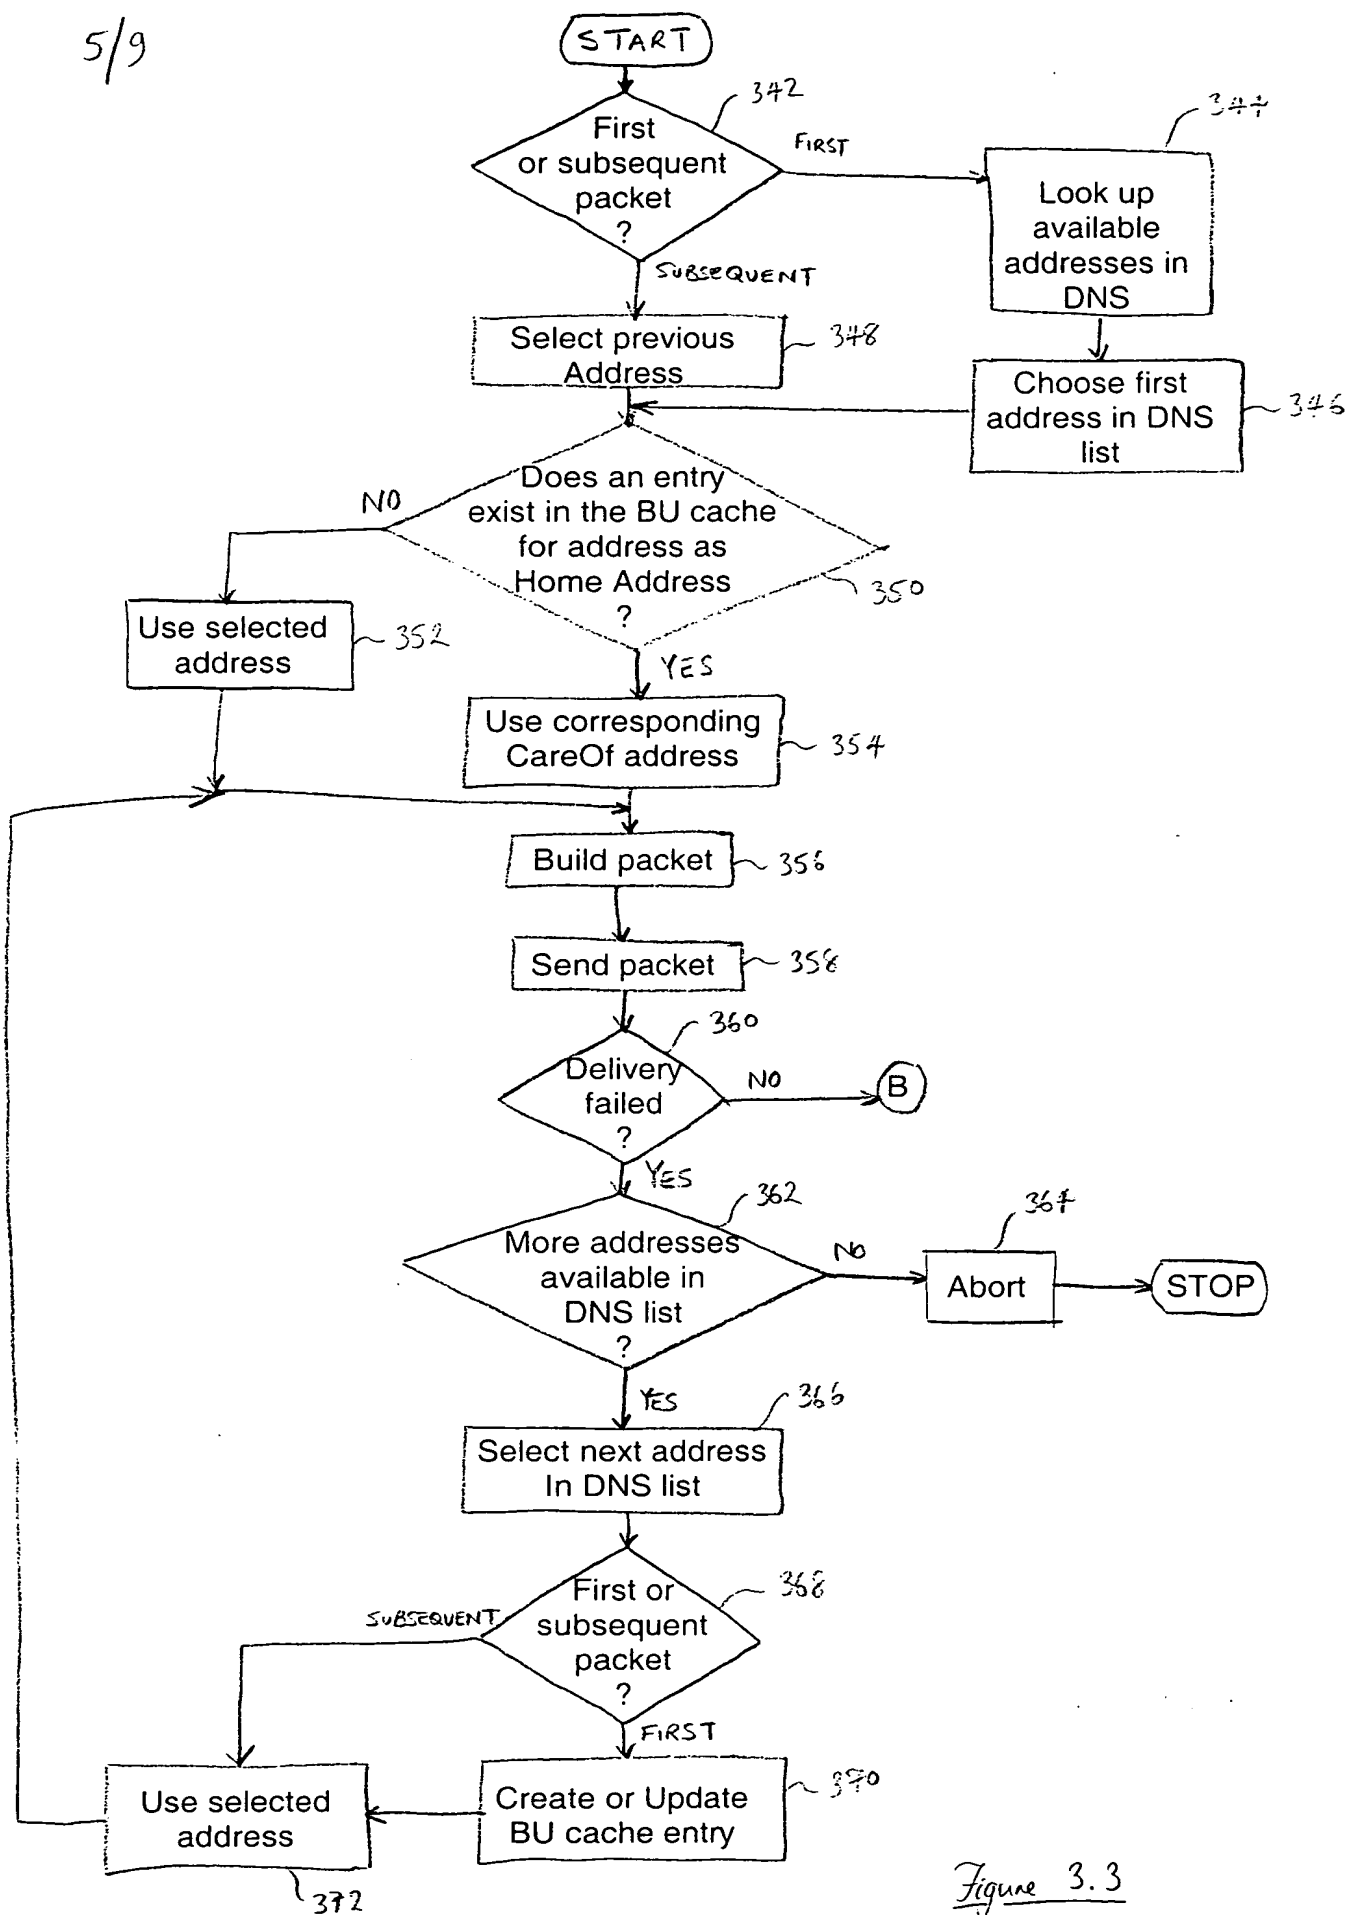 5/9
START
342
First
or subsequent
packet
?
FIRST
344
Look up
available
addresses in
DNS
SUBSEQUENT
Select previous
Address
348
Choose first
address in DNS
list
346
Does an entry
exist in the BU cache
for address as
Home Address
?
NO
350
Use selected
address
352
YES
Use corresponding
CareOf address
354
Build packet
356
Send packet
358
360
Delivery
failed
?
NO
B
YES
362
More addresses
available in
DNS list
?
NO
364
Abort
STOP
YES
366
Select next address
In DNS list
368
First or
subsequent
packet
?
SUBSEQUENT
FIRST
370
Create or Update
BU cache entry
Use selected
address
372
Figure 3.3